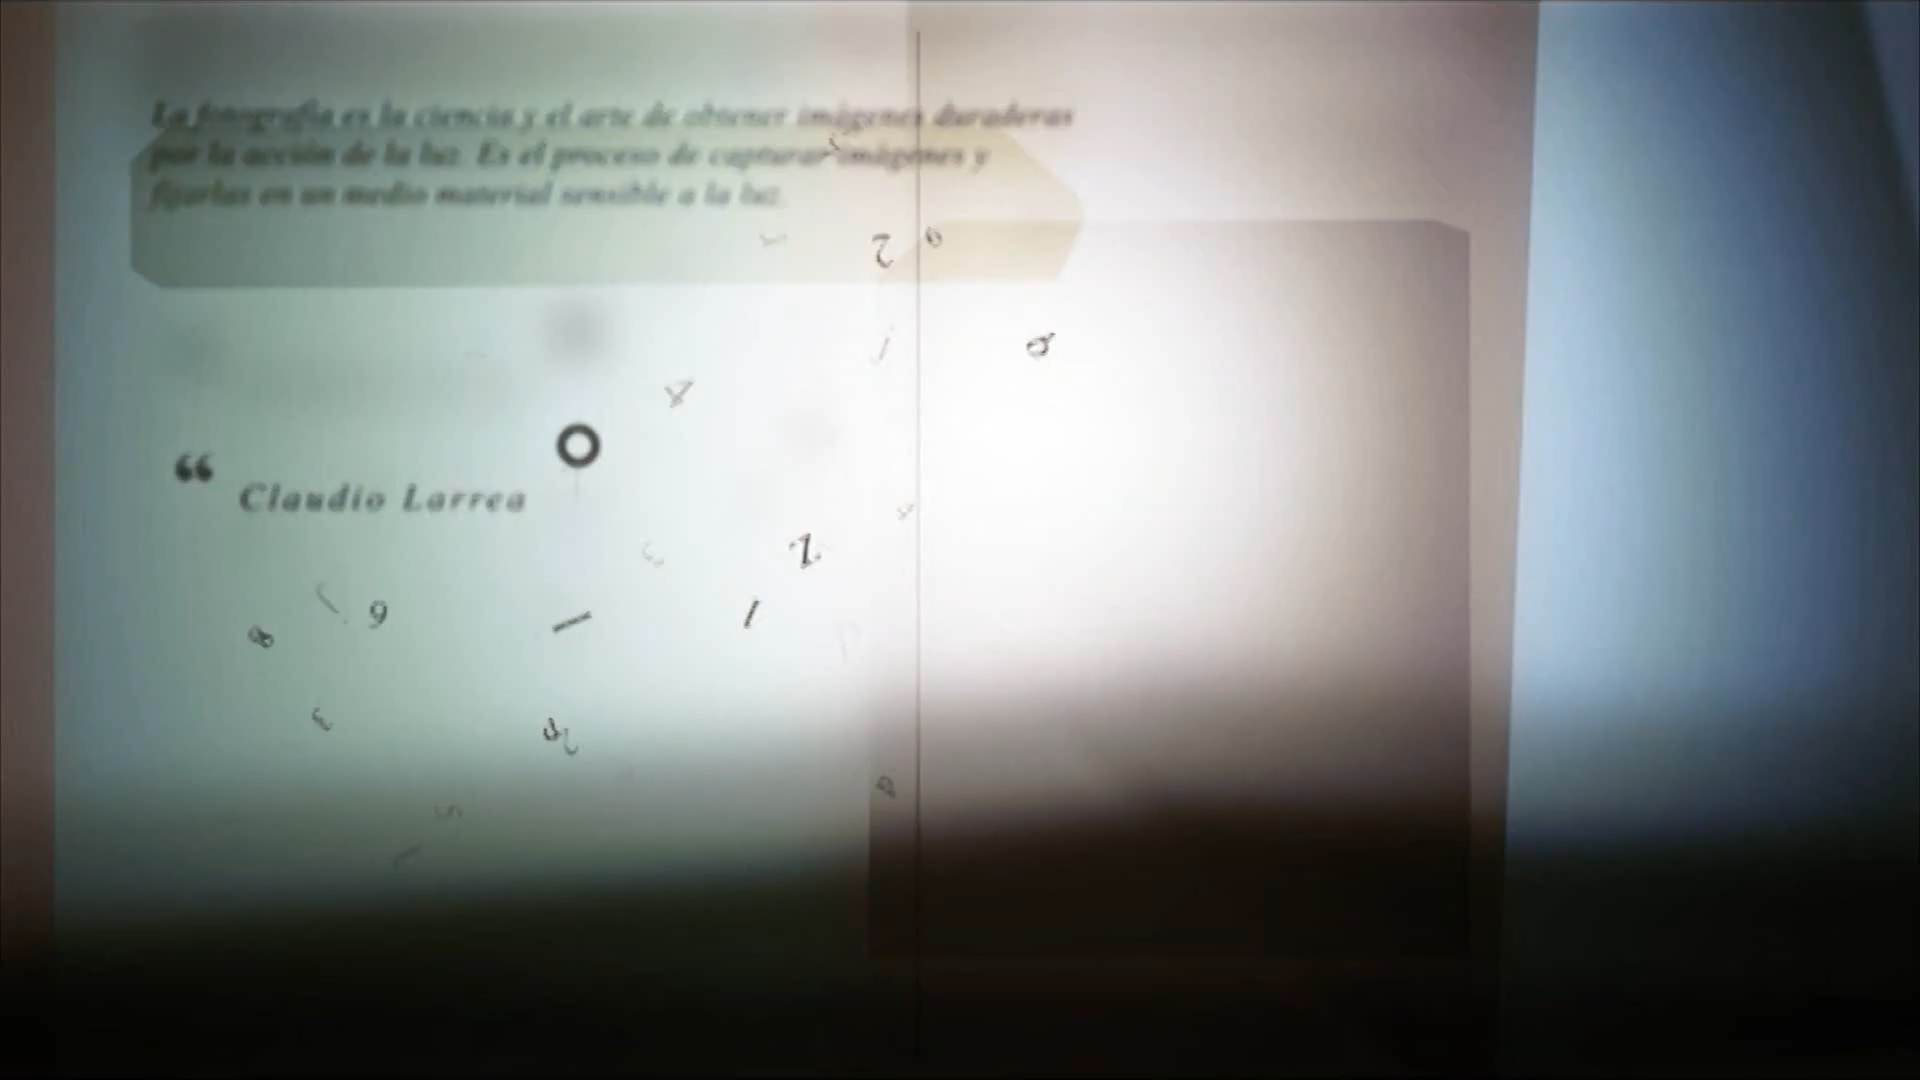 La fotografía es la ciencia y el arte de obtener imágenes duraderas
por la acción de la luz. Es el proceso de capturar imágenes y
fijarlas en un medio material sensible a la luz.
“ Claudio Larrea